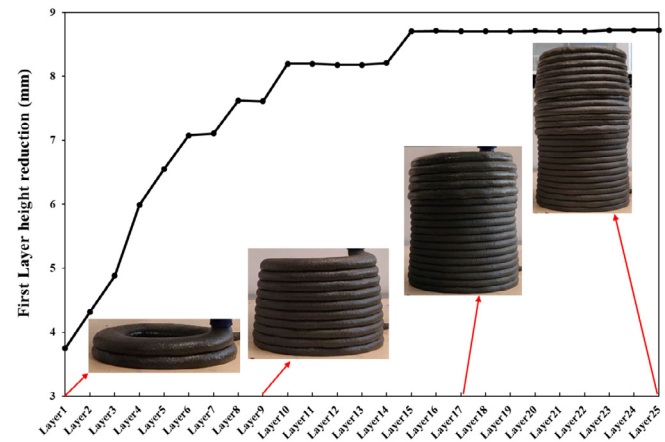 First Layer height reduction (mm)
9
8
7
6
5
4
3
Layer1
Layer2
Layer3
Layer4
Layer5
Layer6
Layer7
Layer8
Layer9
Layer10
Layer11
Layer12
Layer13
Layer14
Layer15
Layer16
Layer17
Layer18
Layer19
Layer20
Layer21
Layer22
Layer23
Layer24
Layer25